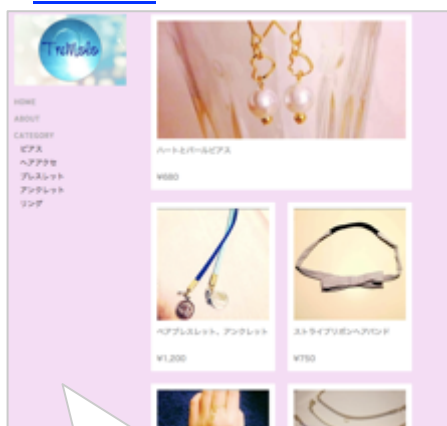 HOME
ABOUT
CATEGORY
ピアス
ヘアアクセ
ブレスレット
アンクレット
リング
ハートとパールピアス
¥680
ペアブレスレット、アンクレット
¥1,200
ストライプリボンヘアバンド
¥750